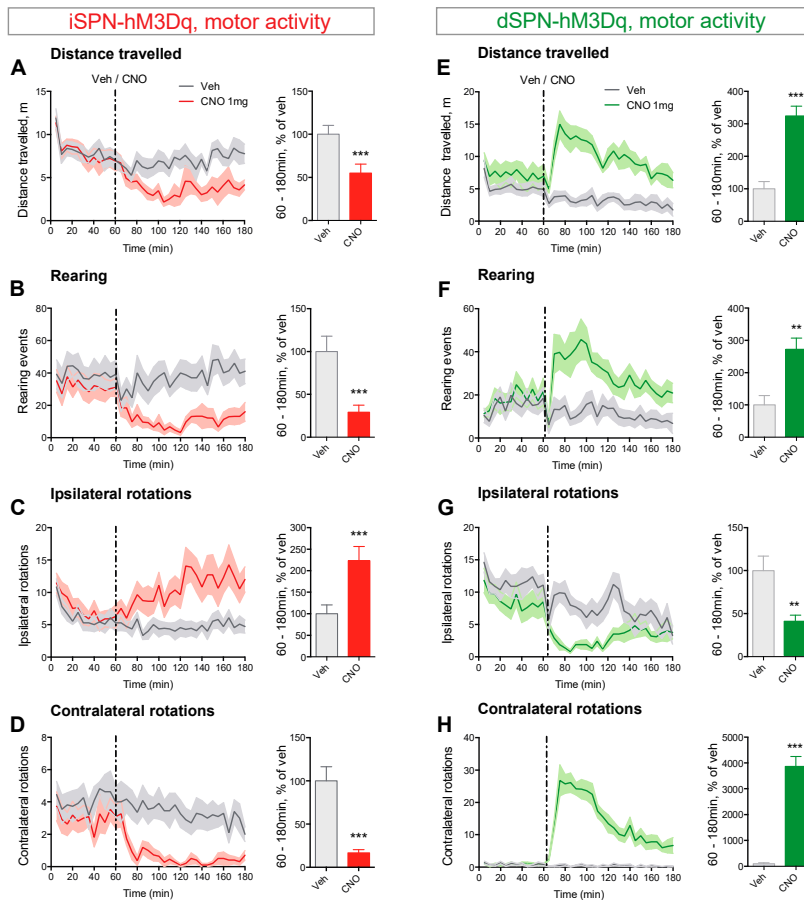 iSPN-hM3Dq, motor activity
A
Distance travelled
Veh / CNO
Veh
CNO 1mg
Distance travelled, m
15
10
5
0
0 20 40 60 80 100 120 140 160 180
Time (min)
60 - 180min, % of veh
150
100
50
0
***
Veh
CNO
B
Rearing
Rearing events
80
60
40
20
0
0 20 40 60 80 100 120 140 160 180
Time (min)
60 - 180min, % of veh
150
100
50
0
***
Veh
CNO
C
Ipsilateral rotations
Ipsilateral rotations
20
15
10
5
0
0 20 40 60 80 100 120 140 160 180
Time (min)
60 - 180min, % of veh
300
250
200
150
100
50
0
***
Veh
CNO
D
Contralateral rotations
Contralateral rotations
8
6
4
2
0
0 20 40 60 80 100 120 140 160 180
Time (min)
60 - 180min, % of veh
150
100
50
0
***
Veh
CNO
dSPN-hM3Dq, motor activity
E
Distance travelled
Veh / CNO
Veh
CNO 1mg
Distance travelled, m
20
15
10
5
0
0 20 40 60 80 100 120 140 160 180
Time (min)
60 - 180min, % of veh
400
300
200
100
0
***
Veh
CNO
F
Rearing
Rearing events
60
40
20
0
0 20 40 60 80 100 120 140 160 180
Time (min)
60 - 180min, % of veh
400
300
200
100
0
**
Veh
CNO
G
Ipsilateral rotations
Ipsilateral rotations
20
15
10
5
0
0 20 40 60 80 100 120 140 160 180
Time (min)
60 - 180min, % of veh
150
100
50
0
**
Veh
CNO
H
Contralateral rotations
Contralateral rotations
40
30
20
10
0
0 20 40 60 80 100 120 140 160 180
Time (min)
60 - 180min, % of veh
5000
4000
3000
2000
1000
0
***
Veh
CNO